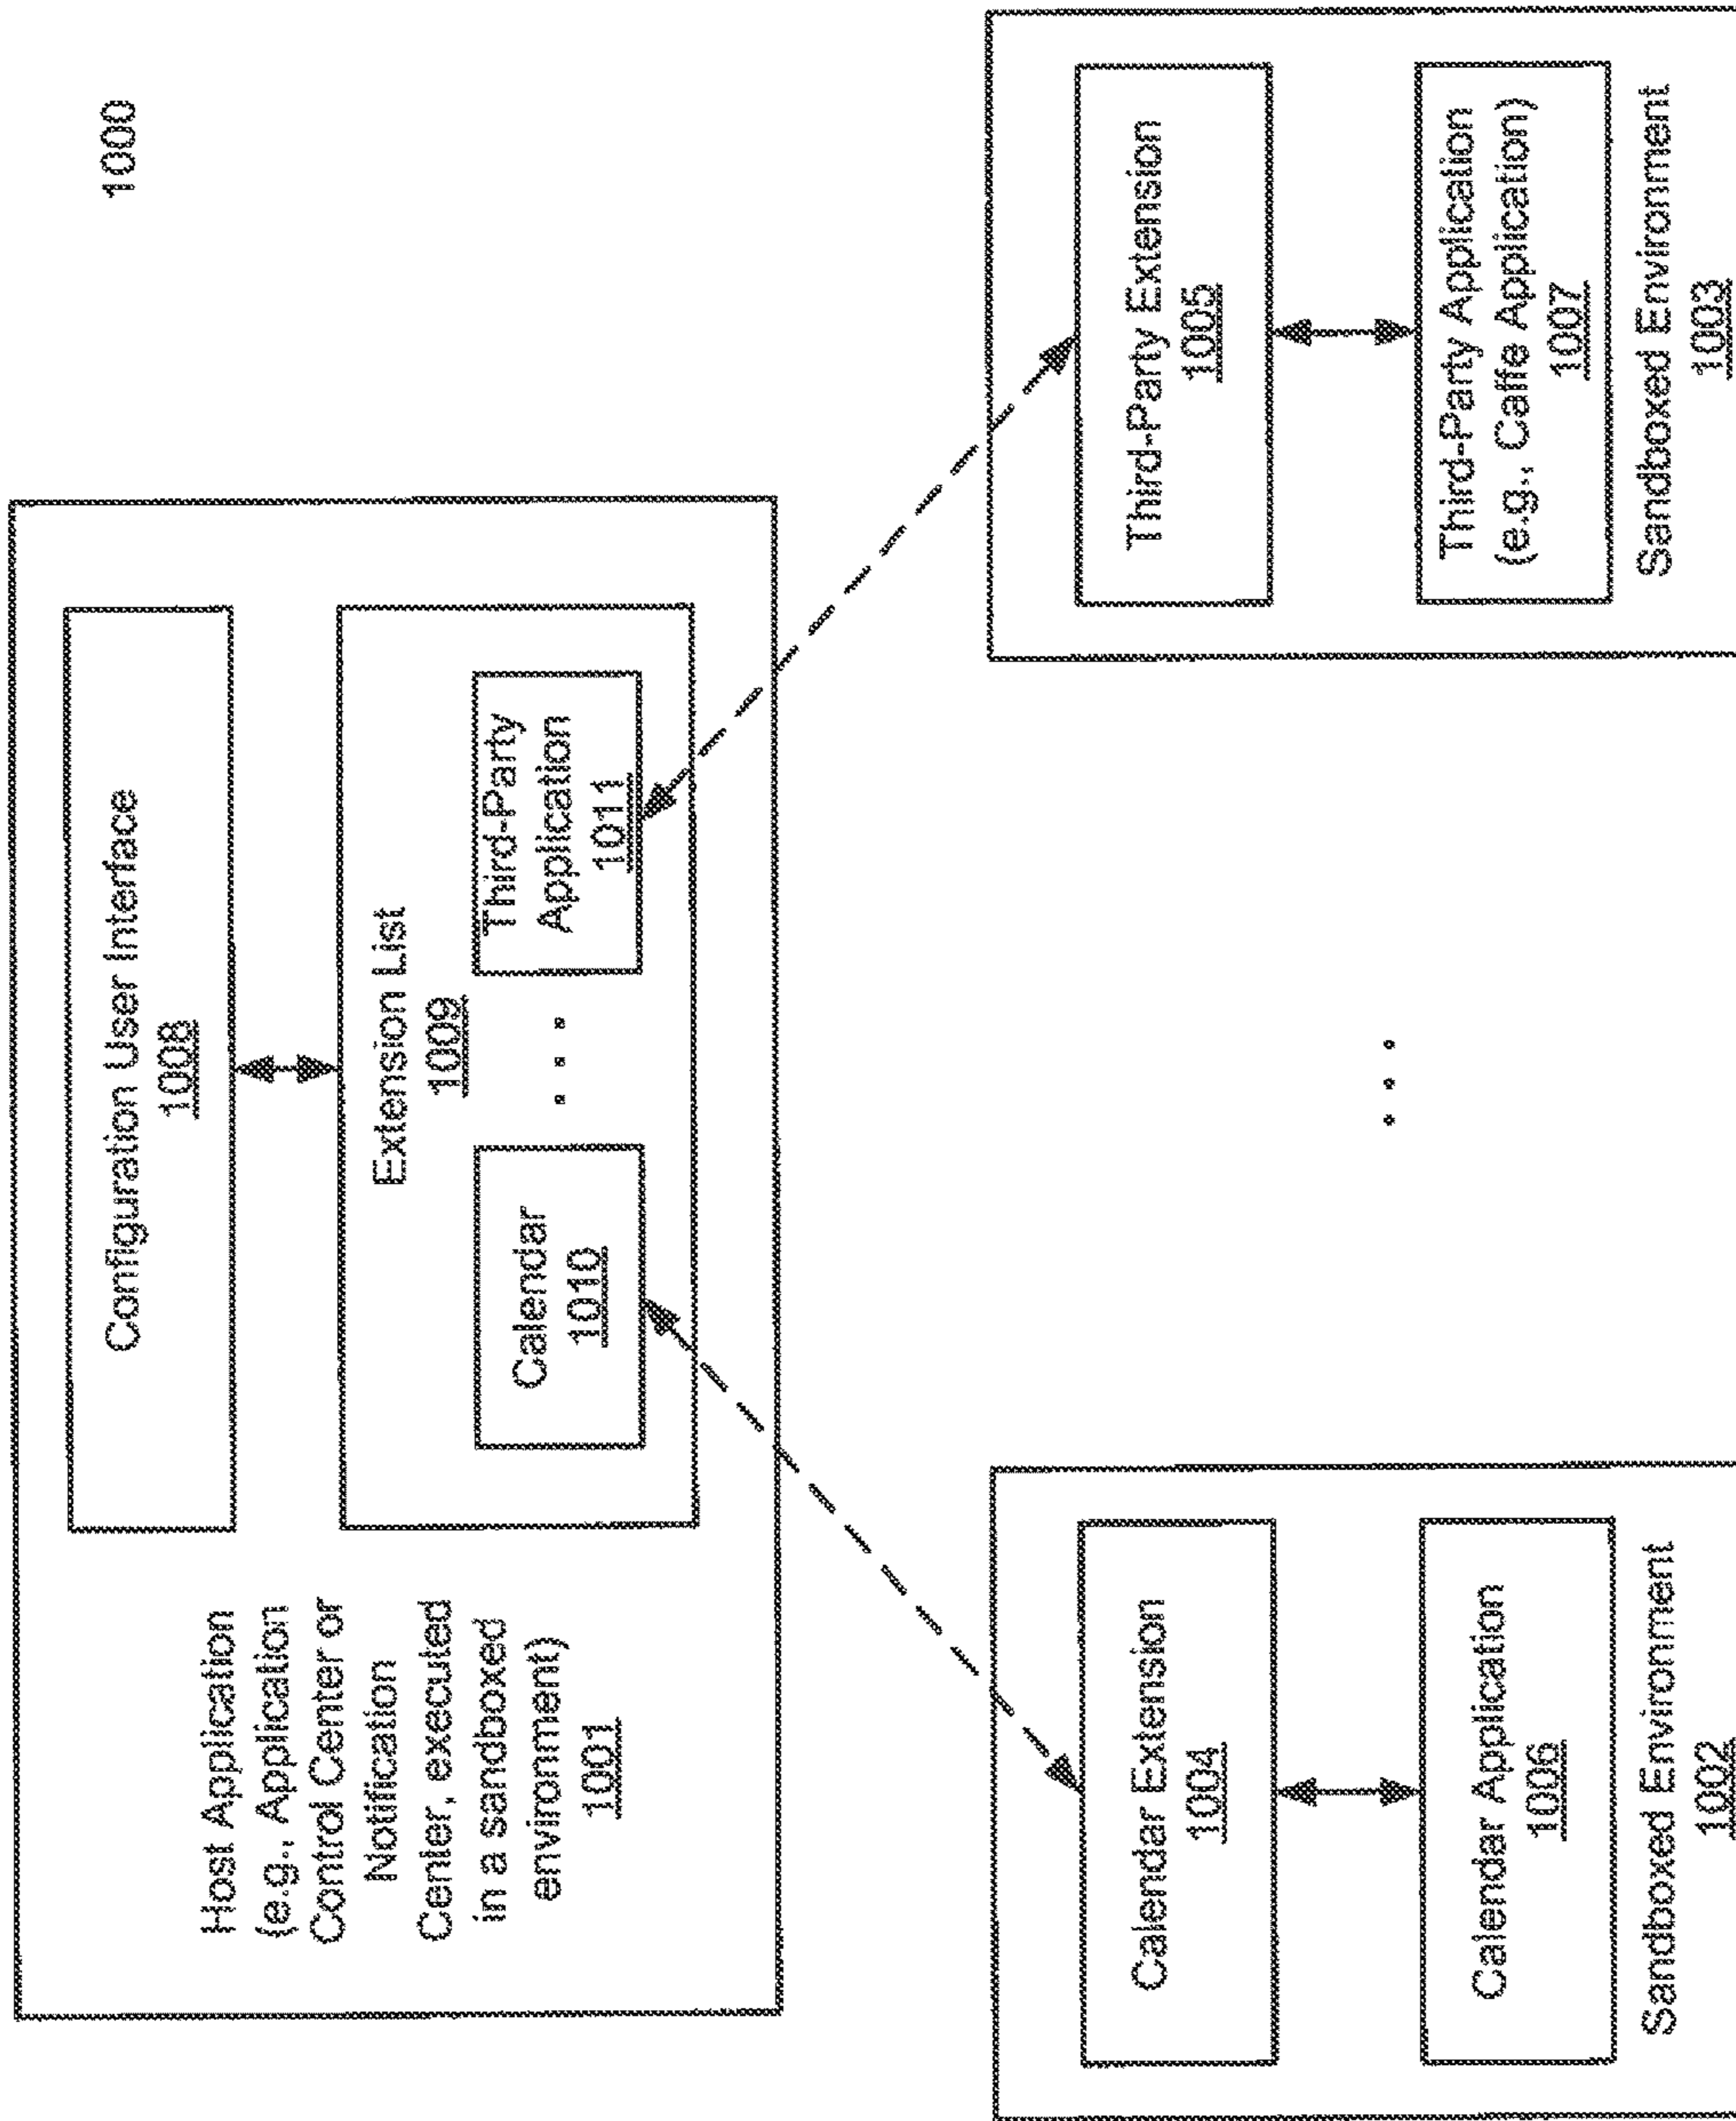 1000
Configuration User Interface
1008
Host Application
(e.g., Application
Control Center or
Notification
Center, executed
in a sandboxed
environment)
1001
Extension List
1009
Calendar
1010
. . .
Third-Party
Application
1011
Calendar Extension
1004
Calendar Application
1006
Sandboxed Environment
1002
. . .
Third-Party Extension
1005
Third-Party Application
(e.g., Caffe Application)
1007
Sandboxed Environment
1003